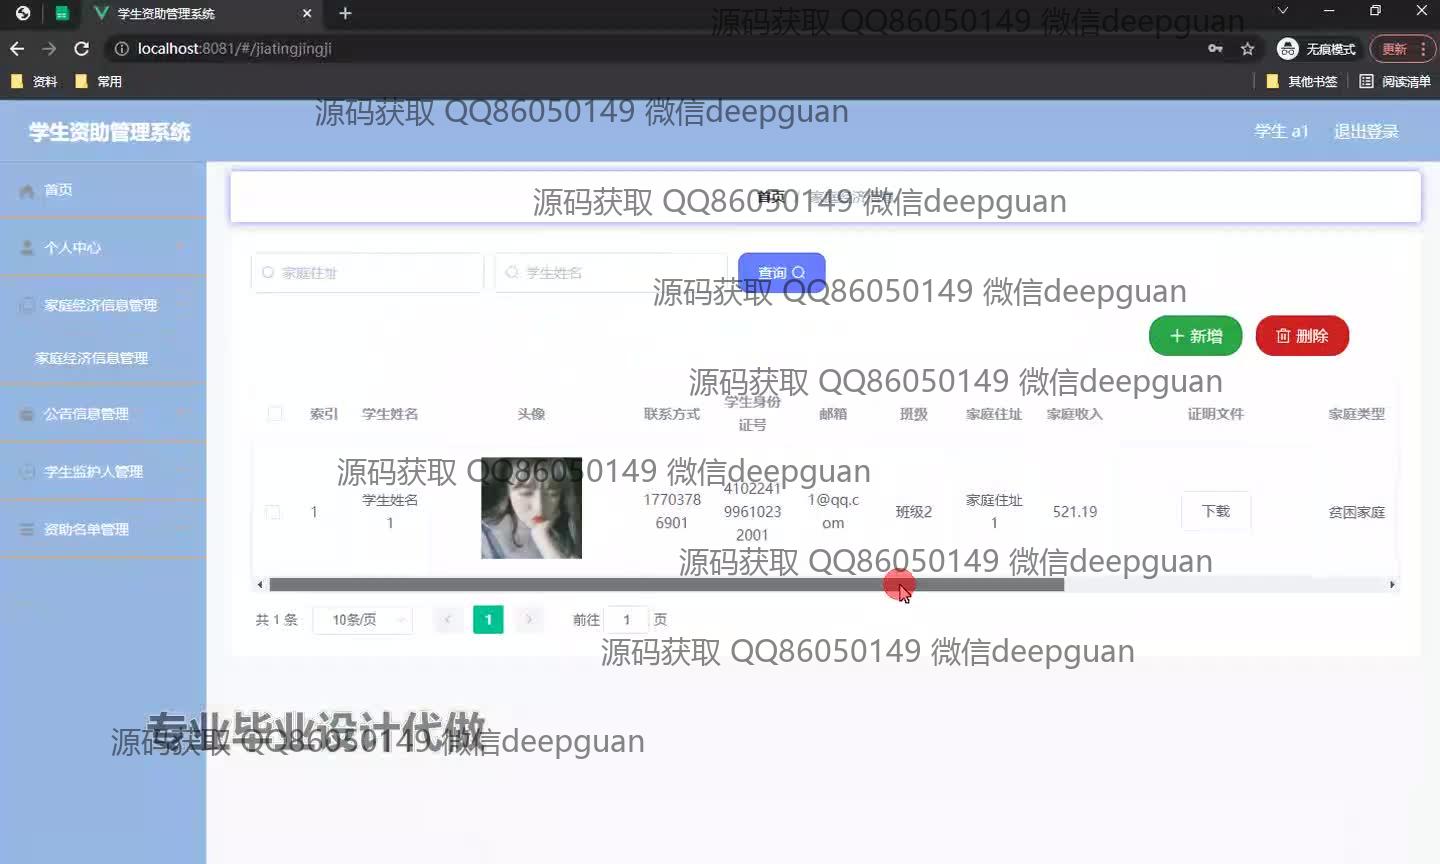 学生资助管理系统
源码获取 QQ86050149 微信deepguan
localhost:8081/#/jiatingjingji
无痕模式
更新
资料
常用
其他书签
阅读清单
源码获取 QQ86050149 微信deepguan
学生资助管理系统
学生 a1
退出登录
首页
首页
源码获取 QQ86050149 微信deepguan
个人中心
家庭住址
学生姓名
查询
源码获取 QQ86050149 微信deepguan
家庭经济信息管理
新增
删除
家庭经济信息管理
源码获取 QQ86050149 微信deepguan
公告信息管理
索引
学生姓名
头像
联系方式
学生身份
证号
邮箱
班级
家庭住址
家庭收入
证明文件
家庭类型
学生监护人管理
源码获取 QQ86050149 微信deepguan
1
学生姓名
1
1770378
6901
4102241
9961023
2001
1@qq.c
om
班级2
家庭住址
1
521.19
下载
贫困家庭
资助名单管理
源码获取 QQ86050149 微信deepguan
共 1 条
10条/页
1
前往
1
页
源码获取 QQ86050149 微信deepguan
专业毕业设计代做
源码获取 QQ86050149 微信deepguan